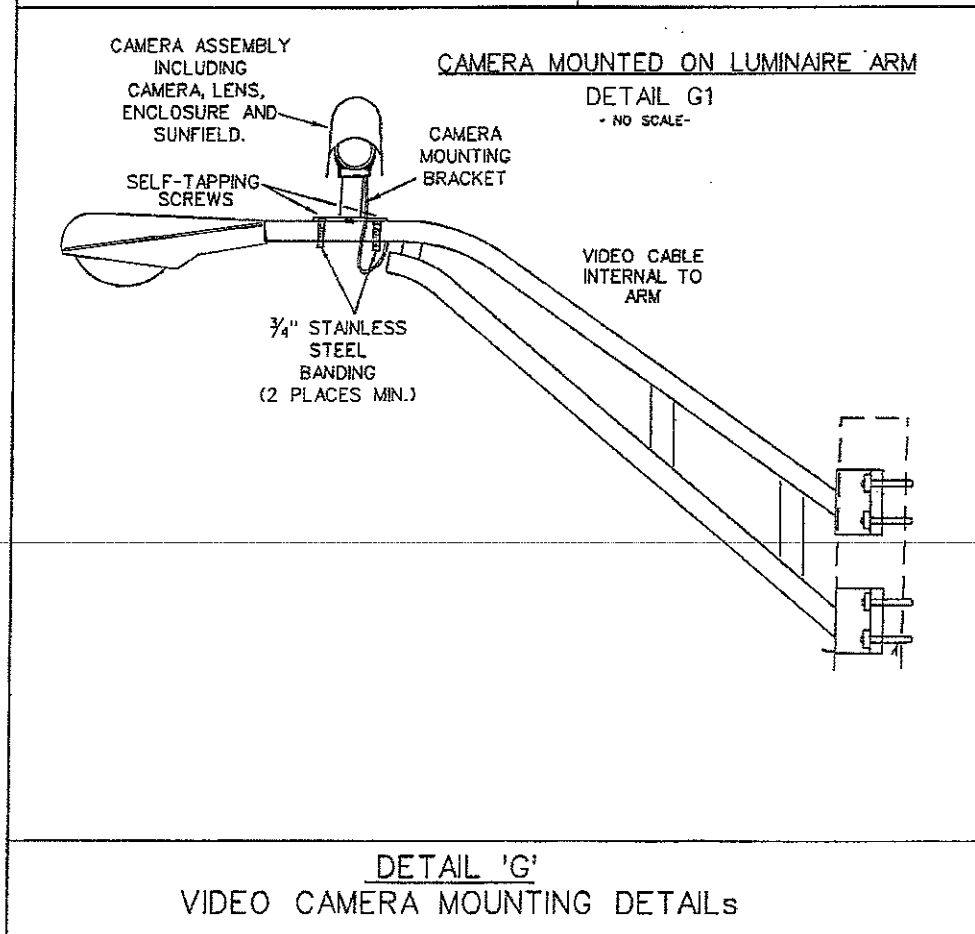 CAMERA ASSEMBLY
INCLUDING
CAMERA, LENS,
ENCLOSURE AND
SUNFIELD.
CAMERA MOUNTED ON LUMINAIRE ARM
DETAIL G1
- NO SCALE-
CAMERA
MOUNTING
BRACKET
SELF-TAPPING
SCREWS
VIDEO CABLE
INTERNAL TO
ARM
3/4" STAINLESS
STEEL
BANDING
(2 PLACES MIN.)
DETAIL 'G'
VIDEO CAMERA MOUNTING DETAILs